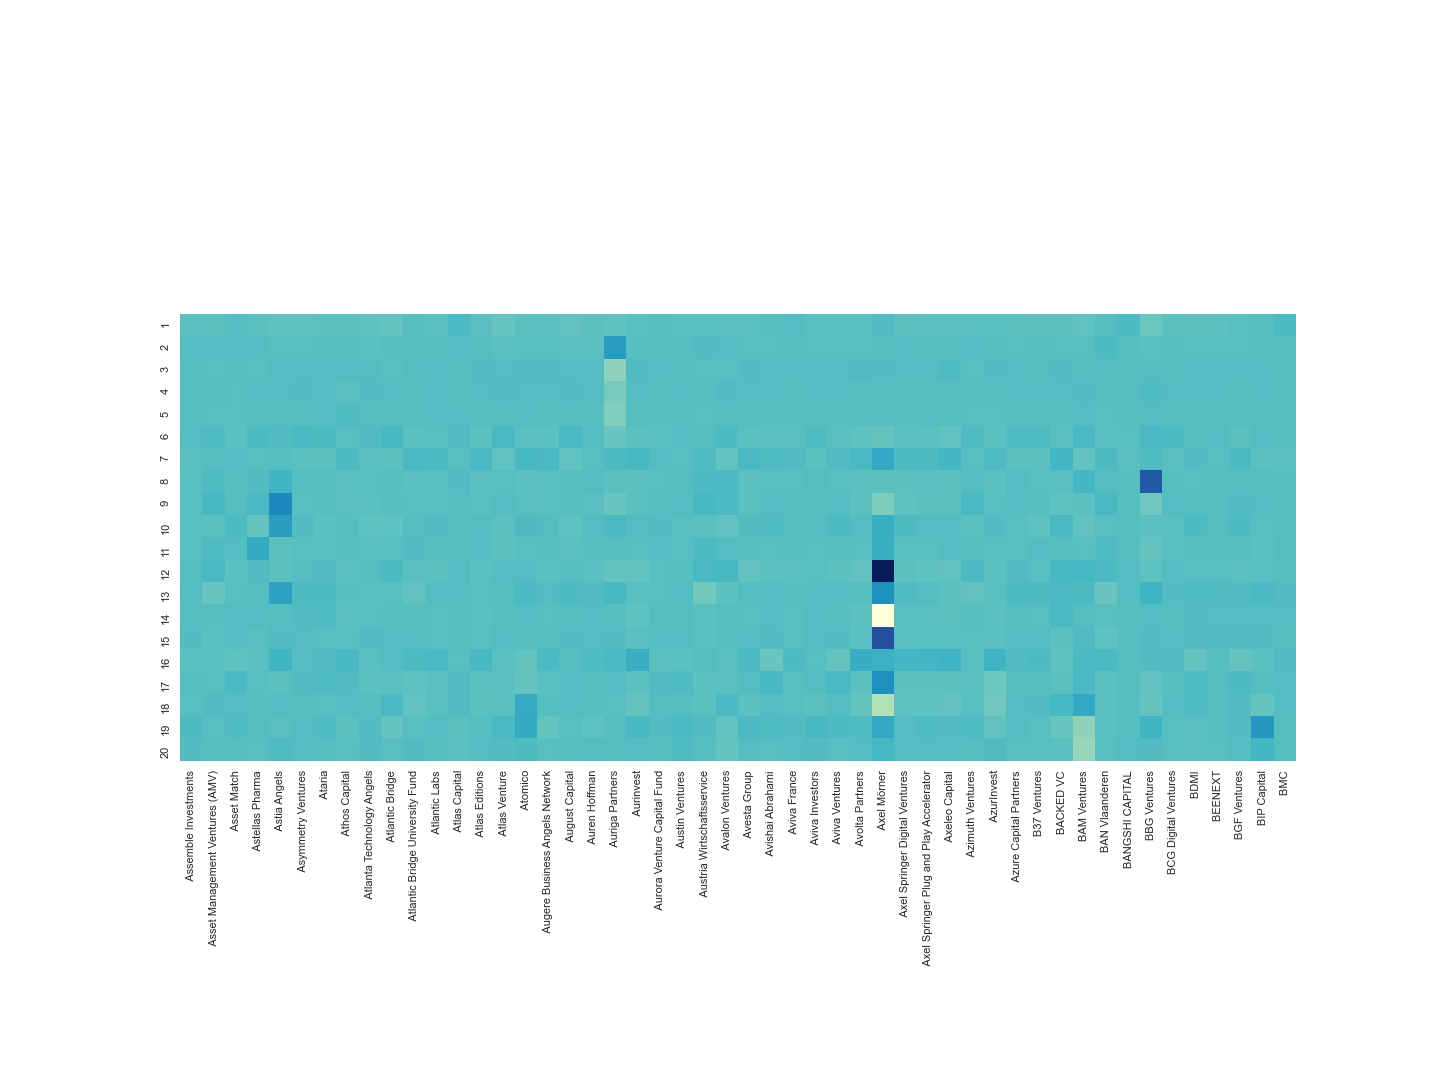 1
2
3
4
5
6
7
8
9
10
11
12
13
14
15
16
17
18
19
20
Assemble Investments
Asset Management Ventures (AMV)
Asset Match
Astellas Pharma
Astia Angels
Asymmetry Ventures
Ataria
Athos Capital
Atlanta Technology Angels
Atlantic Bridge
Atlantic Bridge University Fund
Atlantic Labs
Atlas Capital
Atlas Editions
Atlas Venture
Atomico
Augere Business Angels Network
August Capital
Auren Hoffman
Auriga Partners
Aurinvest
Aurora Venture Capital Fund
Austin Ventures
Austria Wirtschaftsservice
Avalon Ventures
Avesta Group
Avishai Abrahami
Aviva France
Aviva Investors
Aviva Ventures
Avolta Partners
Axel Mörner
Axel Springer Digital Ventures
Axel Springer Plug and Play Accelerator
Axeleo Capital
Azimuth Ventures
AzurInvest
Azure Capital Partners
B37 Ventures
BACKED VC
BAM Ventures
BAN Vlaanderen
BANGSHI CAPITAL
BBG Ventures
BCG Digital Ventures
BDMI
BEENEXT
BGF Ventures
BIP Capital
BMC